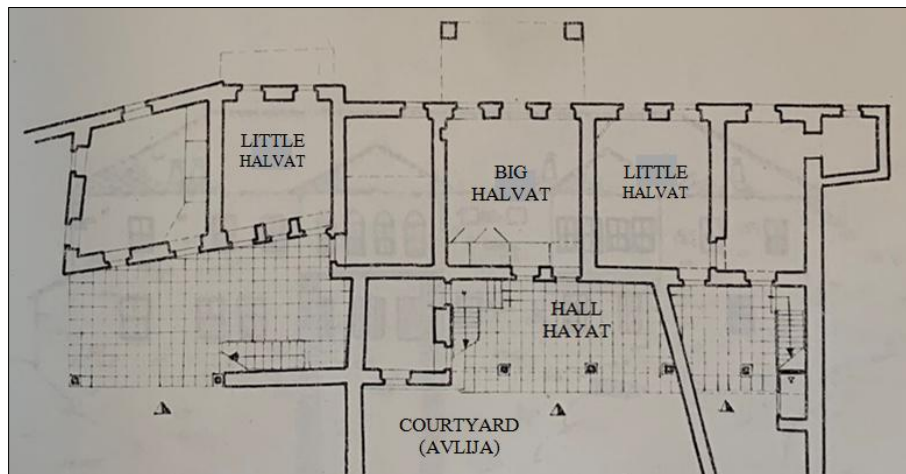 LITTLE
HALVAT
BIG
HALVAT
LITTLE
HALVAT
HALL
HAYAT
COURTYARD
(AVLIJA)